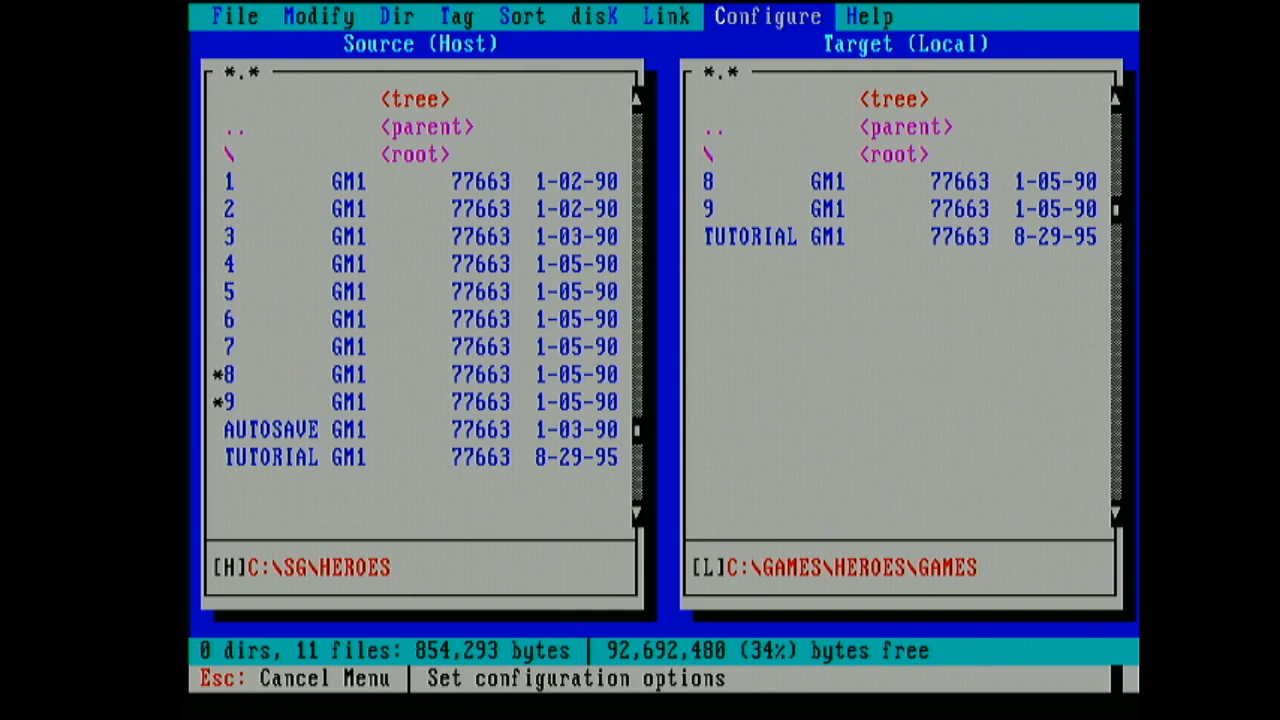 File Modify Dir Tag Sort disK Link Configure Help
Source (Host) Target (Local)
*.* *.*
<tree> <tree>
.. <parent> .. <parent>
\ <root> \ <root>
1 GM1 77663 1-02-90 8 GM1 77663 1-05-90
2 GM1 77663 1-02-90 9 GM1 77663 1-05-90
3 GM1 77663 1-03-90 TUTORIAL GM1 77663 8-29-95
4 GM1 77663 1-05-90
5 GM1 77663 1-05-90
6 GM1 77663 1-05-90
7 GM1 77663 1-05-90
*8 GM1 77663 1-05-90
*9 GM1 77663 1-05-90
AUTOSAVE GM1 77663 1-03-90
TUTORIAL GM1 77663 8-29-95
[H]C:\SG\HEROES [L]C:\GAMES\HEROES\GAMES
0 dirs, 11 files: 854,293 bytes | 92,692,480 (34%) bytes free
Esc: Cancel Menu | Set configuration options